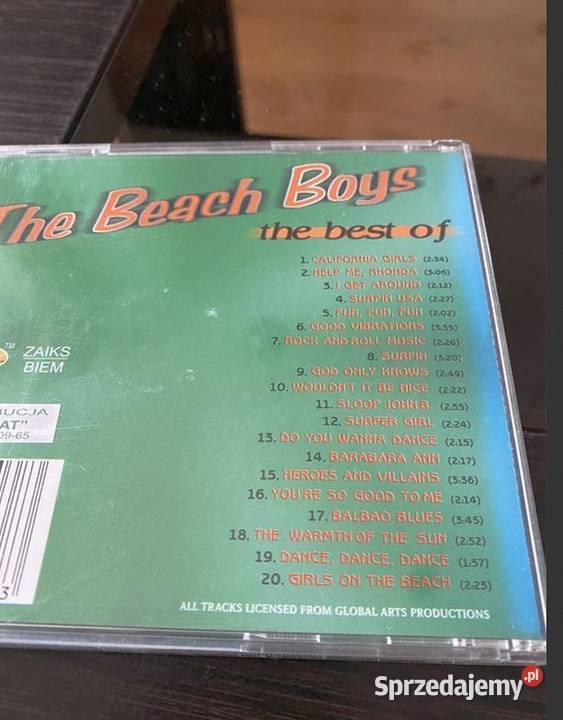 The Beach Boys
the best of
1. CALIFORNIA GIRLS (2:34)
2. HELP ME, RHONDA (3:06)
3. I GET AROUND (2:12)
4. SURFIN USA (2:27)
5. FUN, FUN, FUN (2:02)
6. GOOD VIBRATIONS (3:35)
7. ROCK AND ROLL MUSIC (2:26)
8. SURFIN (3:20)
9. GOD ONLY KNOWS (2:49)
10. WOULDN'T IT BE NICE (2:22)
11. SLOOP JOHN B. (2:55)
12. SURFER GIRL (2:24)
13. DO YOU WANNA DANCE (2:15)
14. BARABARA ANN (2:17)
15. HEROES AND VILLAINS (3:36)
16. YOU'RE SO GOOD TO ME (2:14)
17. BALBAO BLUES (3:45)
18. THE WARMTH OF THE SUN (2:52)
19. DANCE, DANCE, DANCE (1:57)
20. GIRLS ON THE BEACH (2:23)
ALL TRACKS LICENSED FROM GLOBAL ARTS PRODUCTIONS
TM
ZAIKS
BIEM
BUCJA
AT"
09-65
3
Sprzedajemy.pl